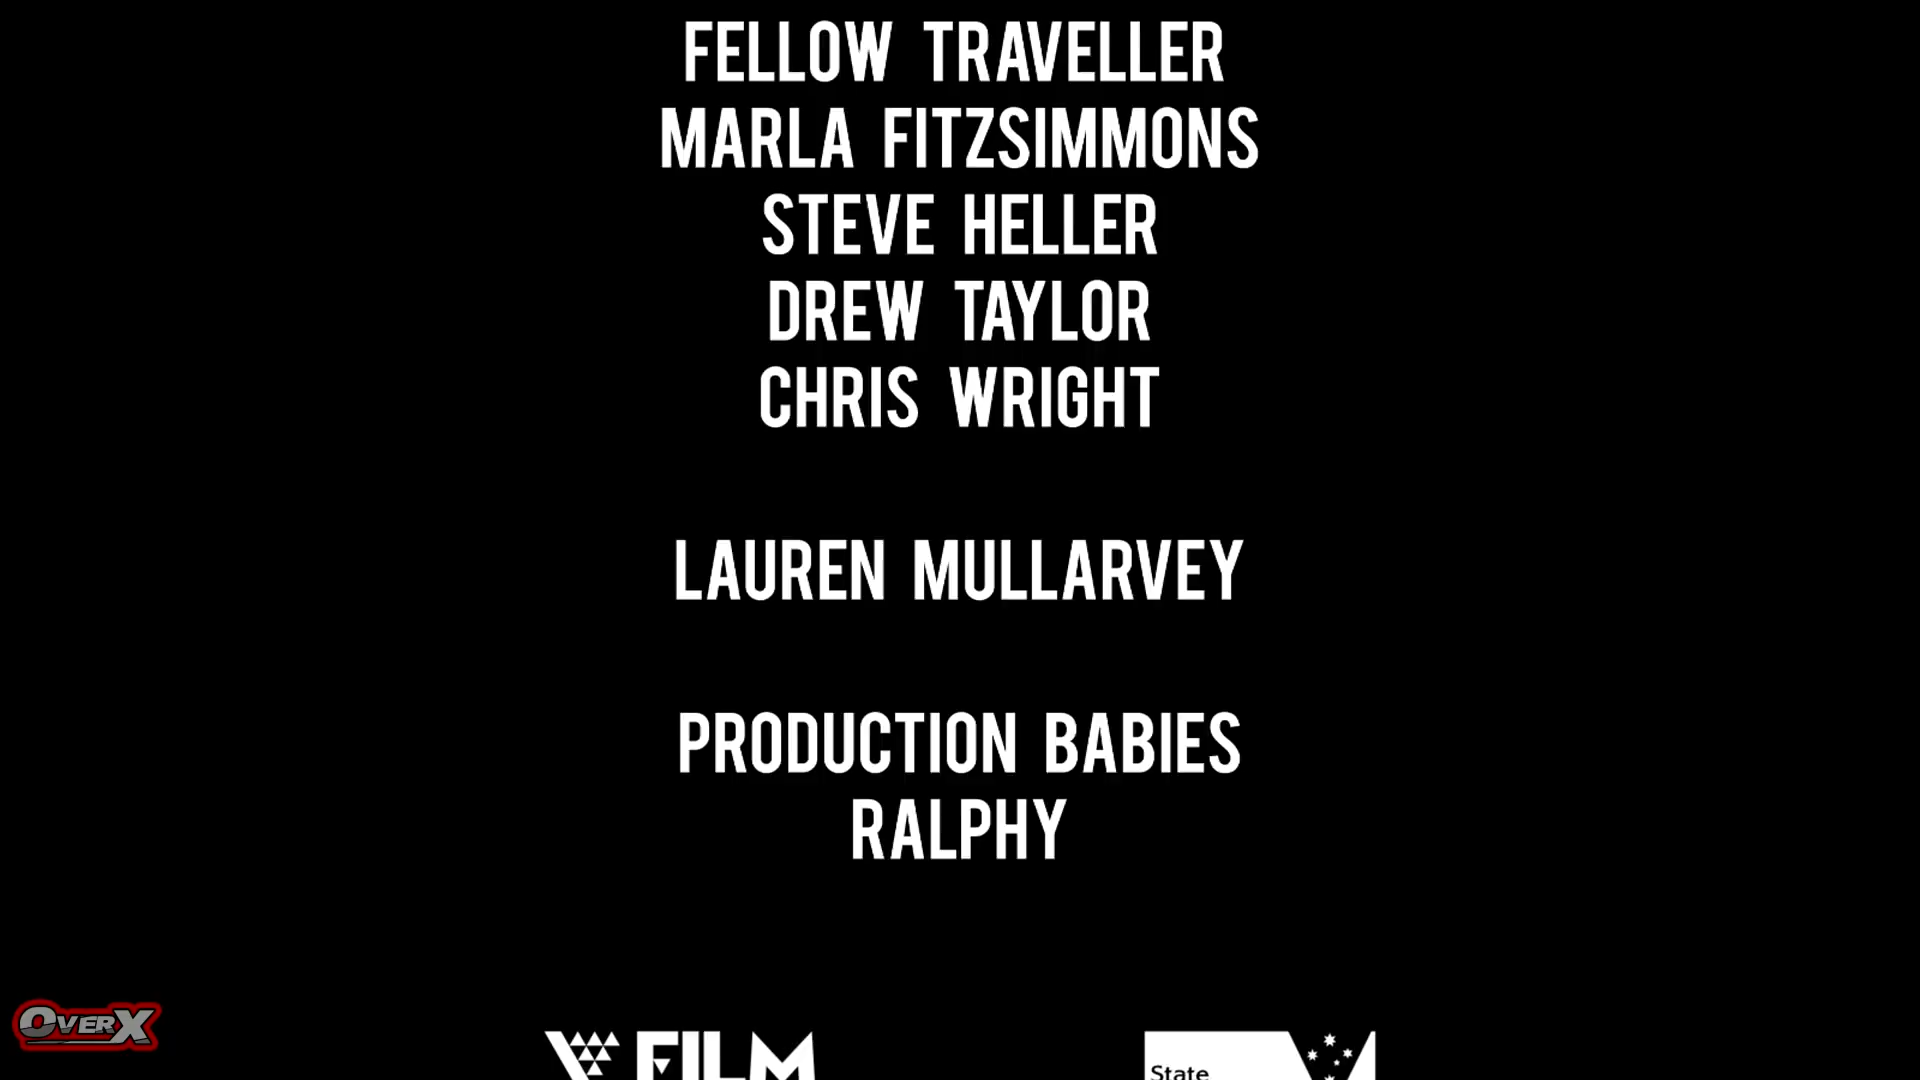 FELLOW TRAVELLER
MARLA FITZSIMMONS
STEVE HELLER
DREW TAYLOR
CHRIS WRIGHT
LAUREN MULLARVEY
PRODUCTION BABIES
RALPHY
OVERX
FILM
State